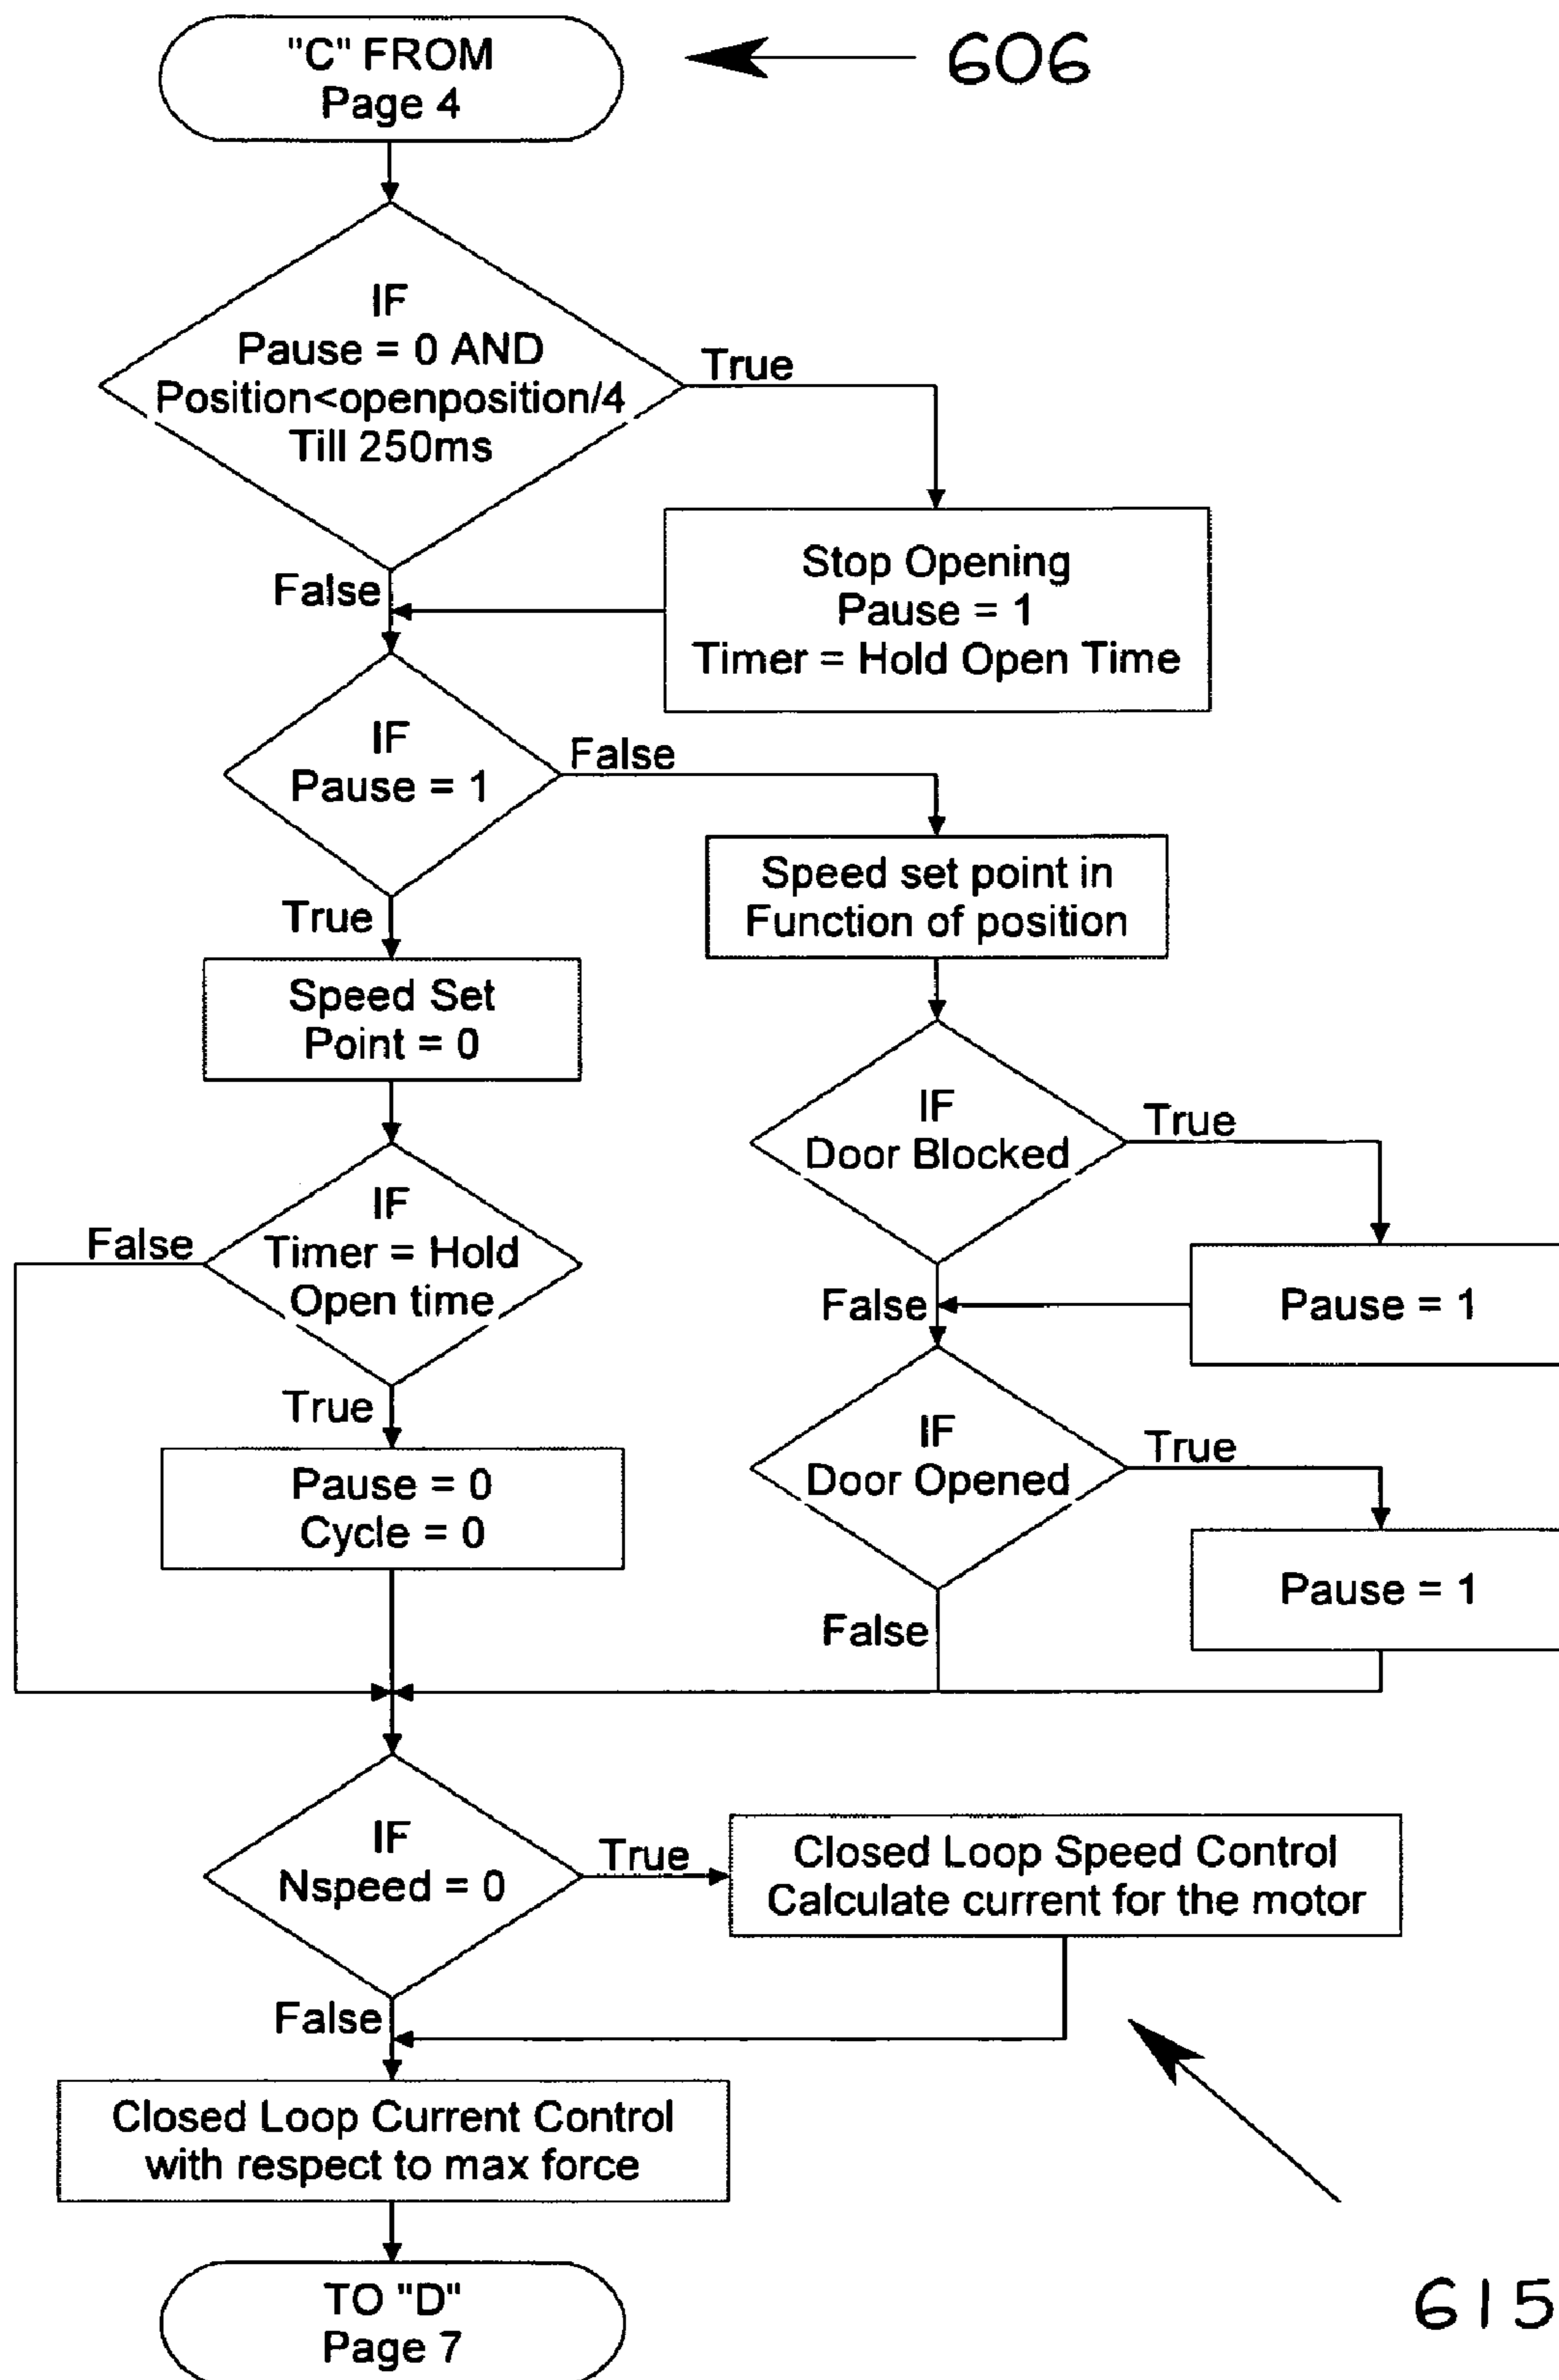 "C" FROM
Page 4
606
IF
Pause = 0 AND
Position<openposition/4
Till 250ms
True
False
Stop Opening
Pause = 1
Timer = Hold Open Time
IF
Pause = 1
False
True
Speed set point in
Function of position
Speed Set
Point = 0
IF
Door Blocked
True
False
Pause = 1
IF
Timer = Hold
Open time
False
True
IF
Door Opened
True
False
Pause = 1
Pause = 0
Cycle = 0
IF
Nspeed = 0
True
False
Closed Loop Speed Control
Calculate current for the motor
Closed Loop Current Control
with respect to max force
TO "D"
Page 7
615